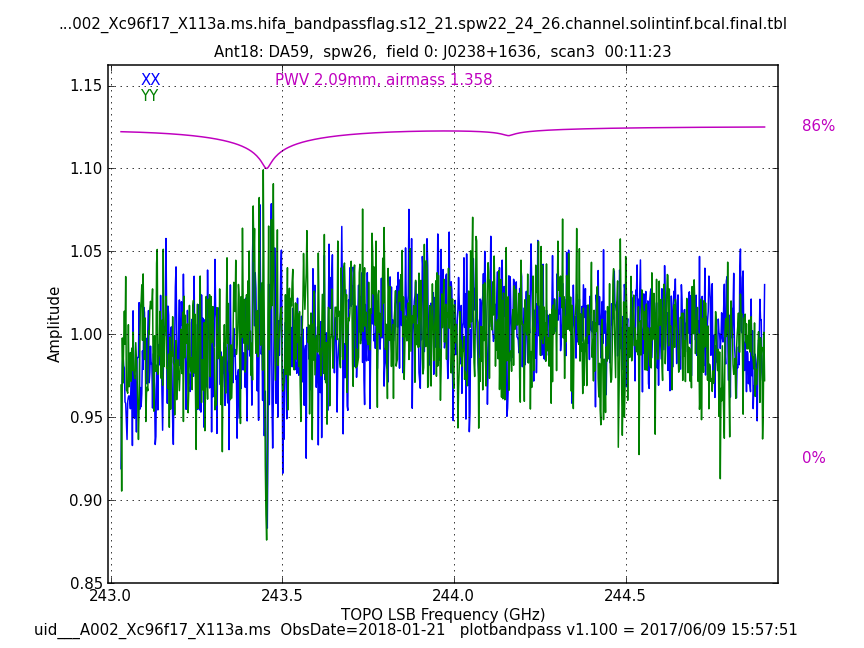 ...002_Xc96f17_X113a.ms.hifa_bandpassflag.s12_21.spw22_24_26.channel.solintinf.bcal.final.tbl
Ant18: DA59, spw26, field 0: J0238+1636, scan3 00:11:23
XX
YY
PWV 2.09mm, airmass 1.358
86%
0%
1.15
1.10
1.05
1.00
0.95
0.90
0.85
Amplitude
243.0 243.5 244.0 244.5
TOPO LSB Frequency (GHz)
uid___A002_Xc96f17_X113a.ms ObsDate=2018-01-21 plotbandpass v1.100 = 2017/06/09 15:57:51